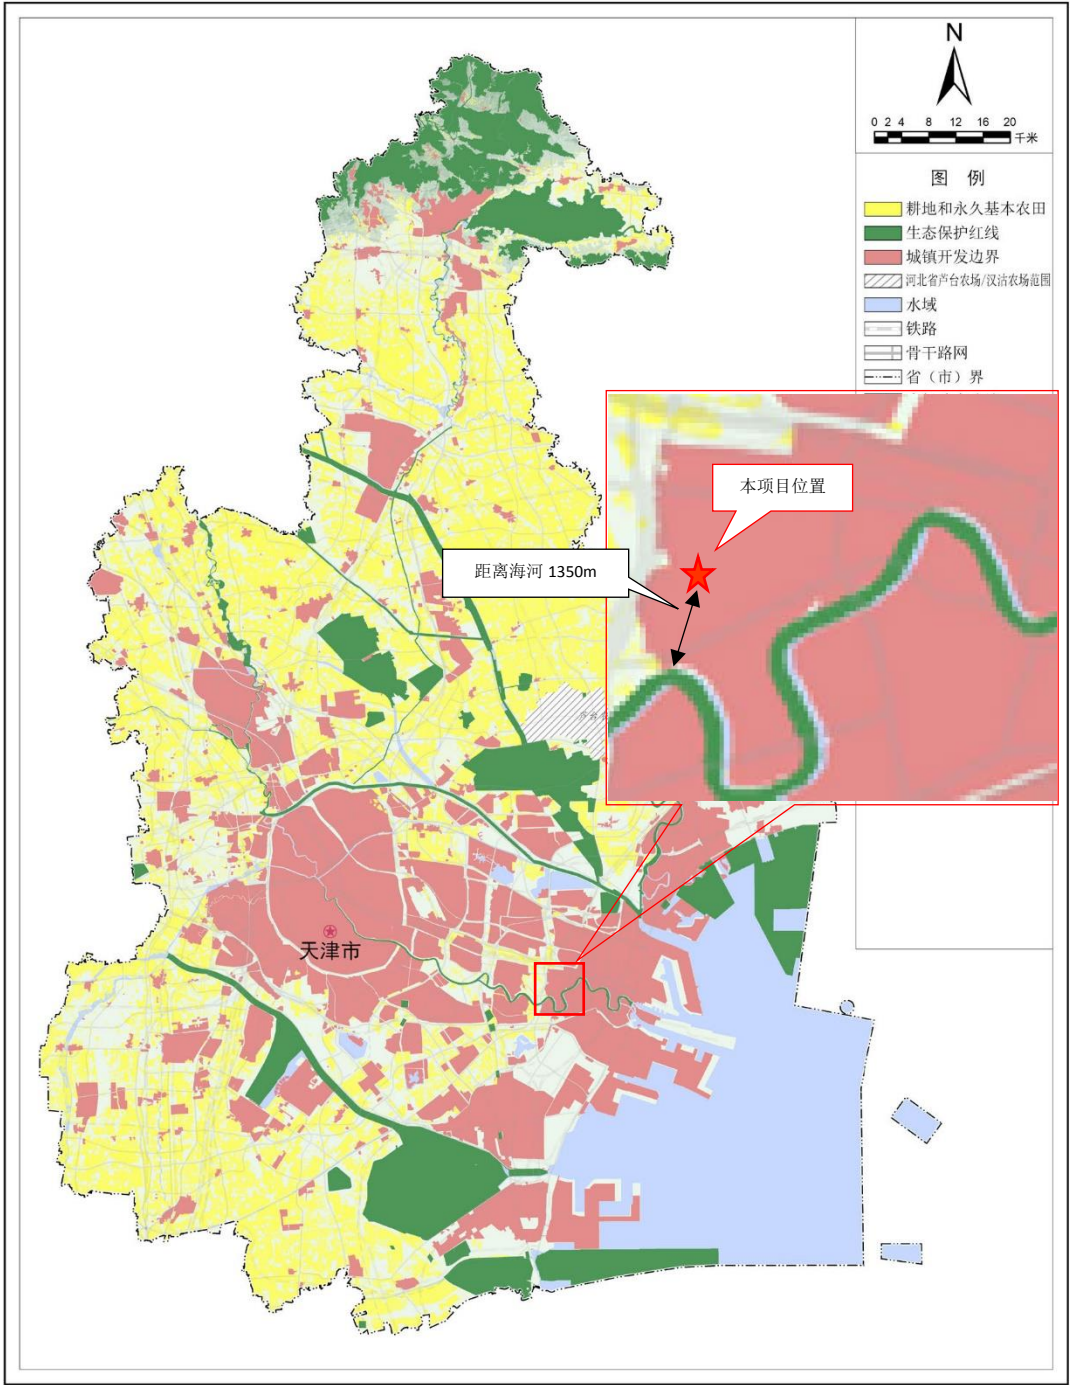 N
0 2 4 8 12 16 20
千米
图 例
耕地和永久基本农田
生态保护红线
城镇开发边界
河北省芦台农场/汉沽农场范围
水域
铁路
骨干路网
省（市）界
本项目位置
距离海河 1350m
天津市